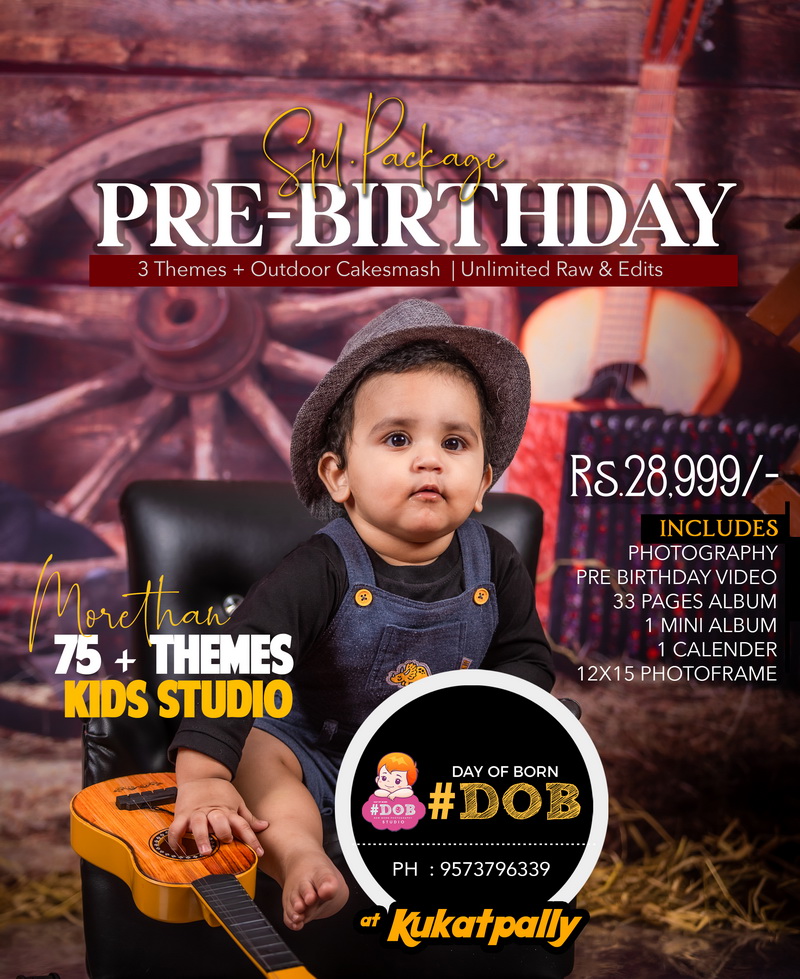 Spl.Package
PRE-BIRTHDAY
3 Themes + Outdoor Cakesmash | Unlimited Raw & Edits
Rs.28,999/-
INCLUDES
PHOTOGRAPHY
PRE BIRTHDAY VIDEO
33 PAGES ALBUM
1 MINI ALBUM
1 CALENDER
12X15 PHOTOFRAME
Morethan
75 + THEMES
KIDS STUDIO
DAY OF BORN
#DOB
#DOB
STUDIO
PH : 9573796339
at Kukatpally